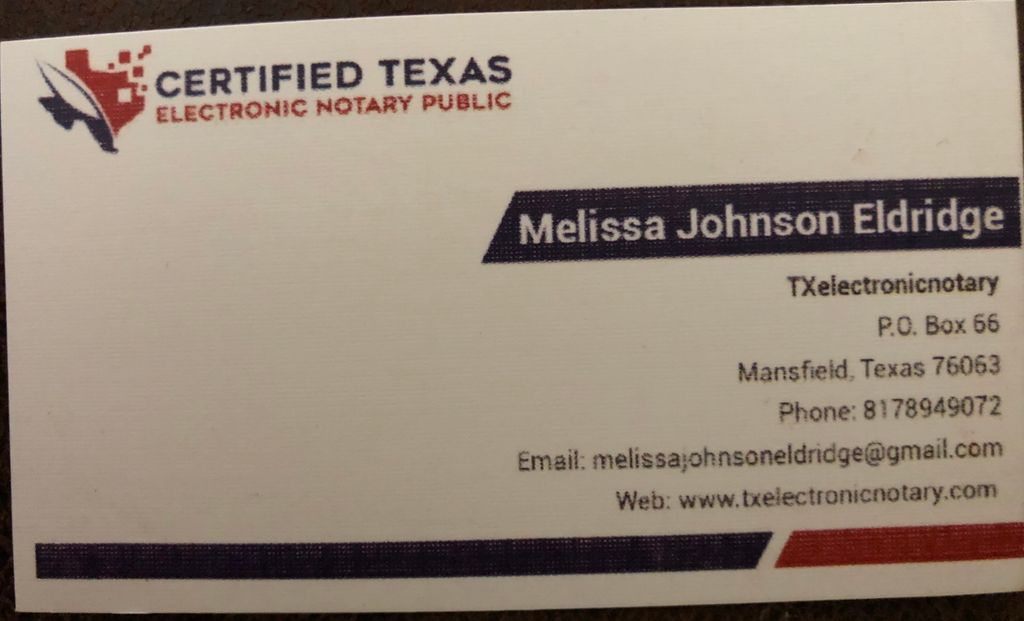 CERTIFIED TEXAS
ELECTRONIC NOTARY PUBLIC
Melissa Johnson Eldridge
TXelectronicnotary
P.O. Box 66
Mansfield, Texas 76063
Phone: 8178949072
Email: melissajohnsoneldridge@gmail.com
Web: www.txelectronicnotary.com